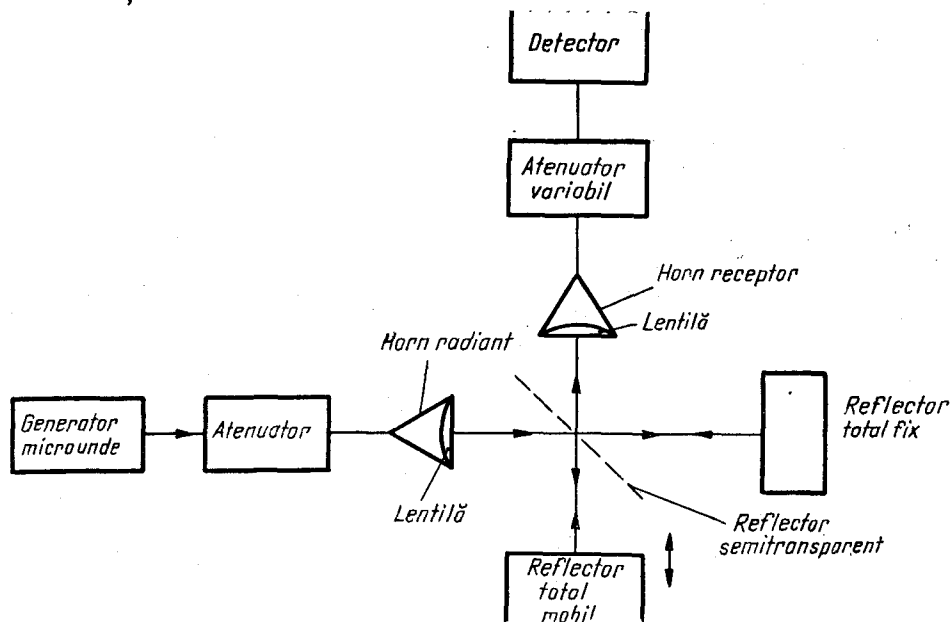 Detector
Atenuator
variabil
Horn receptor
Lentilă
Horn radiant
Generator
microunde
Atenuator
Lentilă
Reflector
total fix
Reflector
semitransparent
Reflector
total
mobil